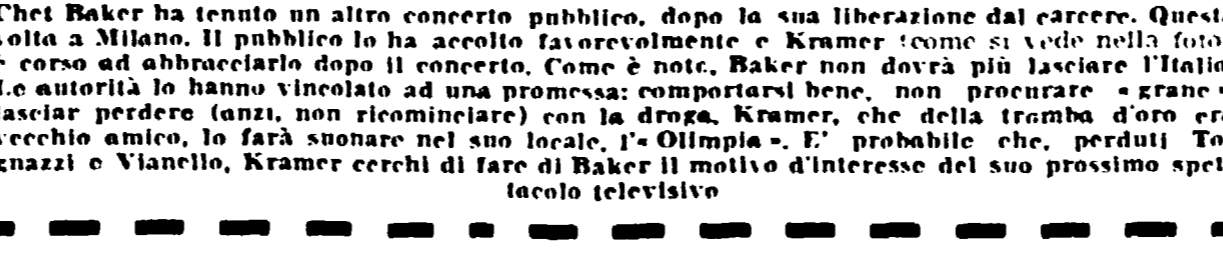 Chet Baker ha tenuto un altro concerto pubblico, dopo la sua liberazione dal carcere. Quest
volta a Milano. Il pubblico lo ha accolto favorevolmente e Kramer (come si vede nella foto
è corso ad abbracciarlo dopo il concerto. Come è noto, Baker non dovrà più lasciare l'Italia
Le autorità lo hanno vincolato ad una promessa: comportarsi bene, non procurare « grane »
lasciar perdere (anzi, non ricominciare) con la droga. Kramer, che della tromba d'oro er
vecchio amico, lo farà suonare nel suo locale, l'« Olimpia ». E' probabile che, perduti To
gnazzi e Vianello, Kramer cerchi di fare di Baker il motivo d'interesse del suo prossimo spet
tacolo televisivo